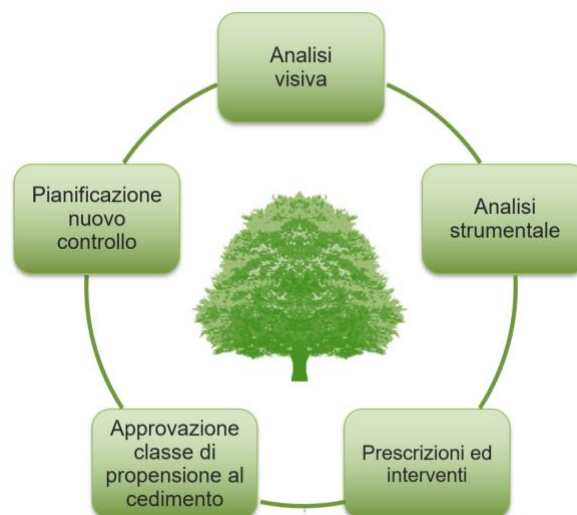 Analisi
visiva
Analisi
strumentale
Prescrizioni ed
interventi
Approvazione
classe di
propensione al
cedimento
Pianificazione
nuovo
controllo